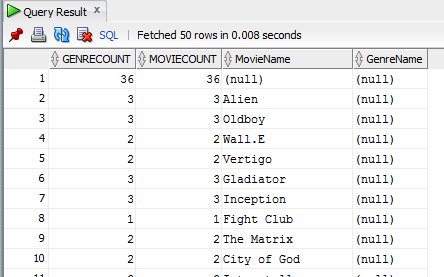 Query Result x
SQL | Fetched 50 rows in 0.008 seconds
GENRECOUNT MOVIECOUNT MovieName GenreName
1 36 36 (null) (null)
2 3 3 Alien (null)
3 3 3 Oldboy (null)
4 2 2 Wall.E (null)
5 2 2 Vertigo (null)
6 3 3 Gladiator (null)
7 3 3 Inception (null)
8 1 1 Fight Club (null)
9 2 2 The Matrix (null)
10 2 2 City of God (null)